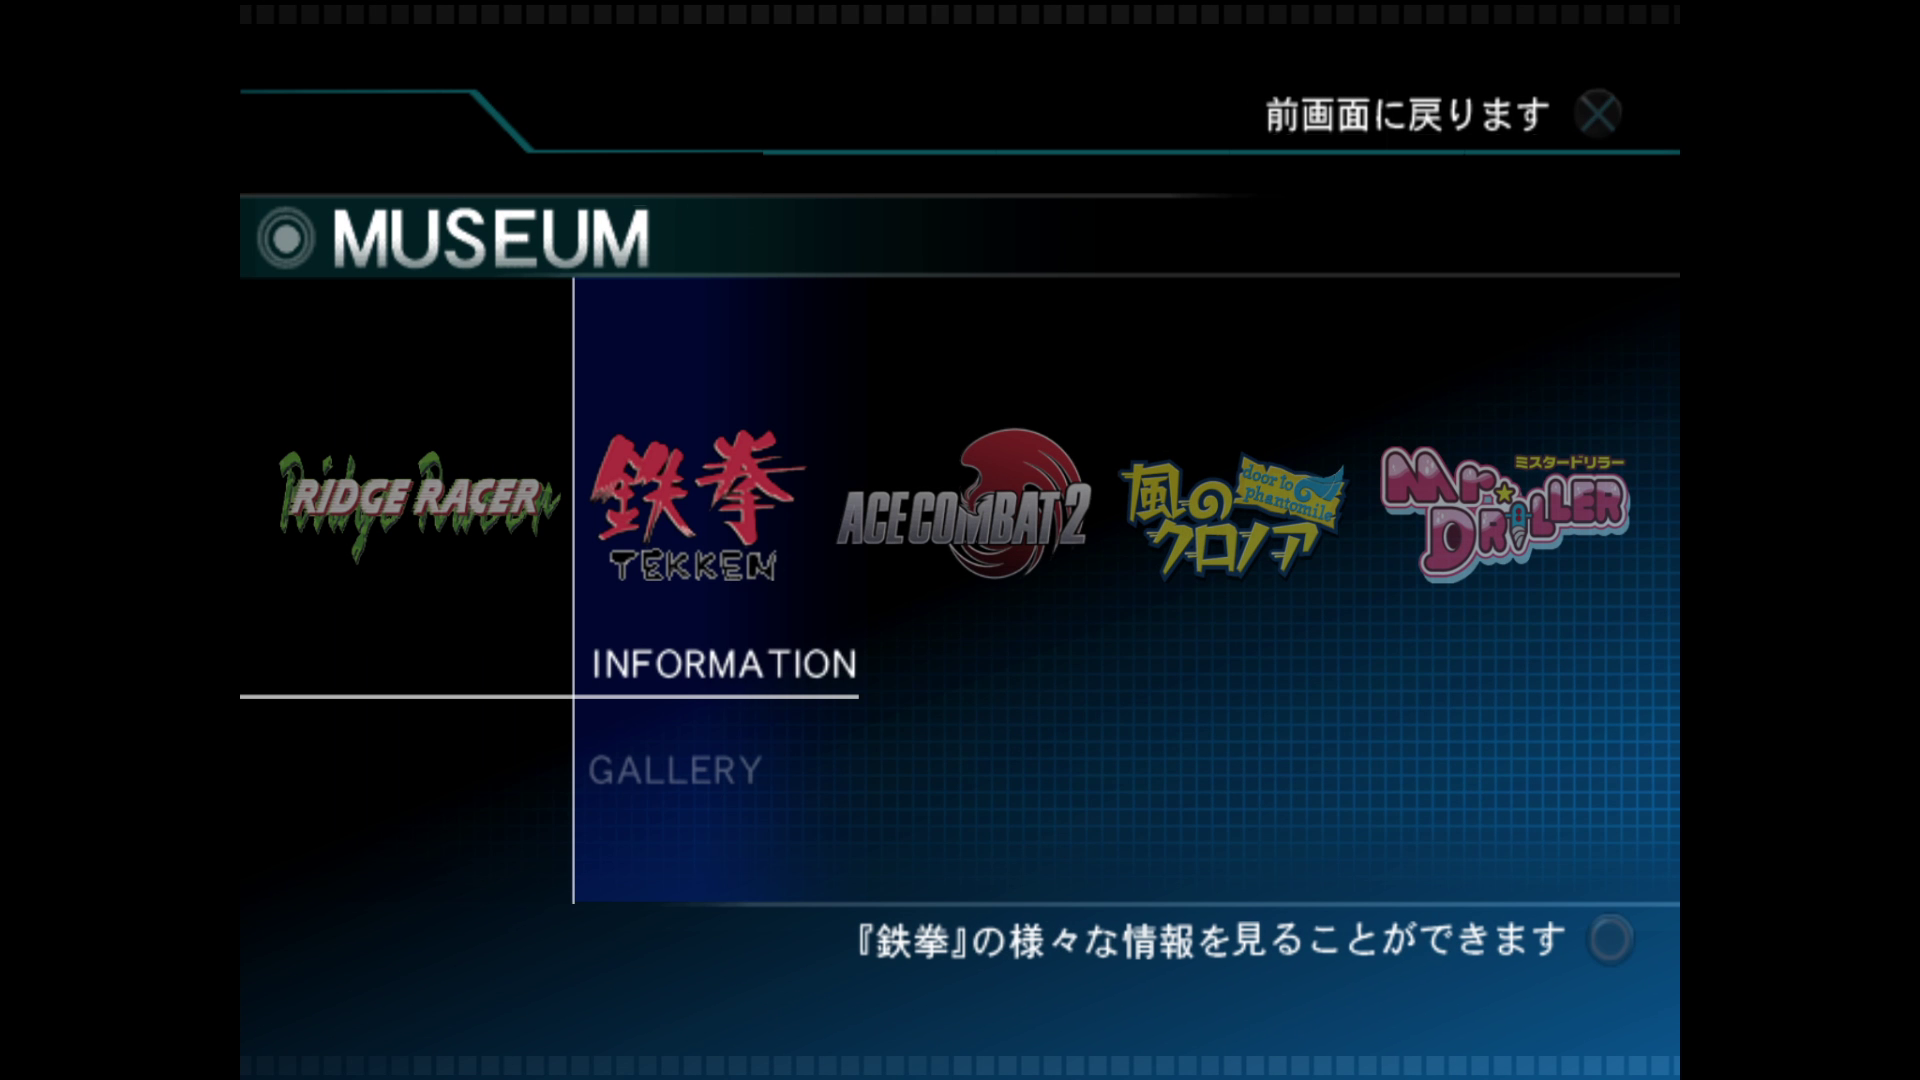 前画面に戻ります
MUSEUM
RIDGE RACER
鉄拳
TEKKEN
ACE COMBAT 2
風の
door to
phantomile
クロノア
ミスタードリラー
Mr. DRILLER
INFORMATION
GALLERY
『鉄拳』の様々な情報を見ることができます